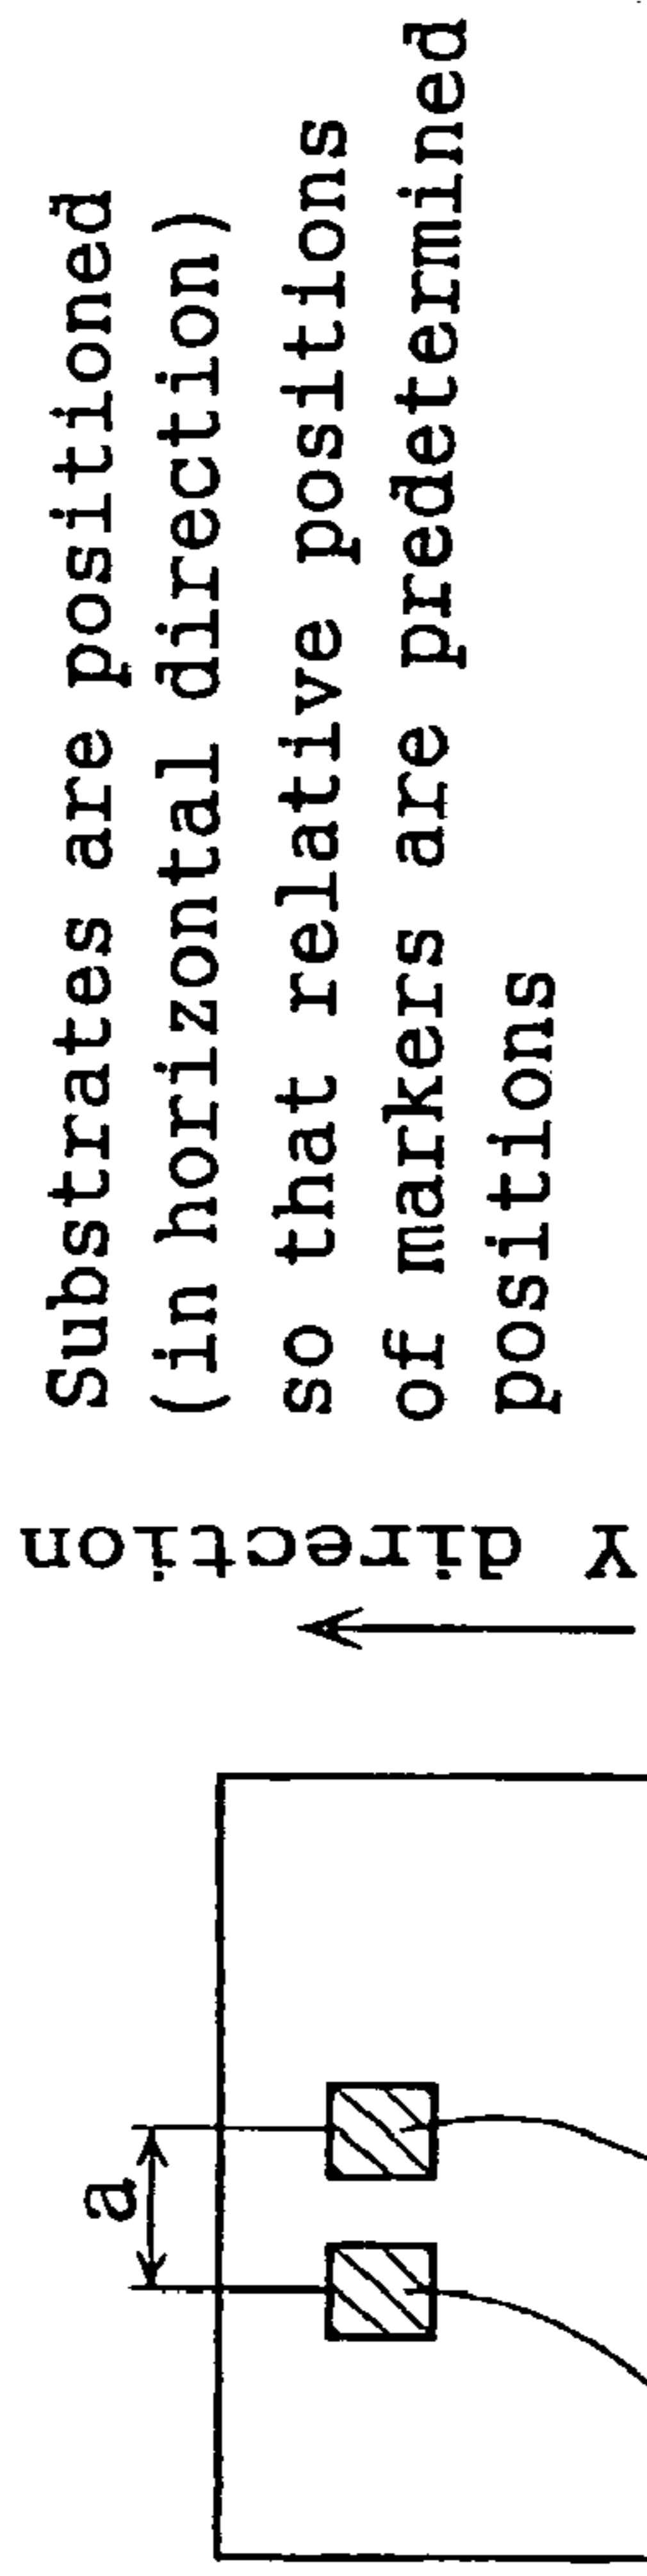 Substrates are positioned
(in horizontal direction)
so that relative positions
of markers are predetermined
positions
Y direction
a